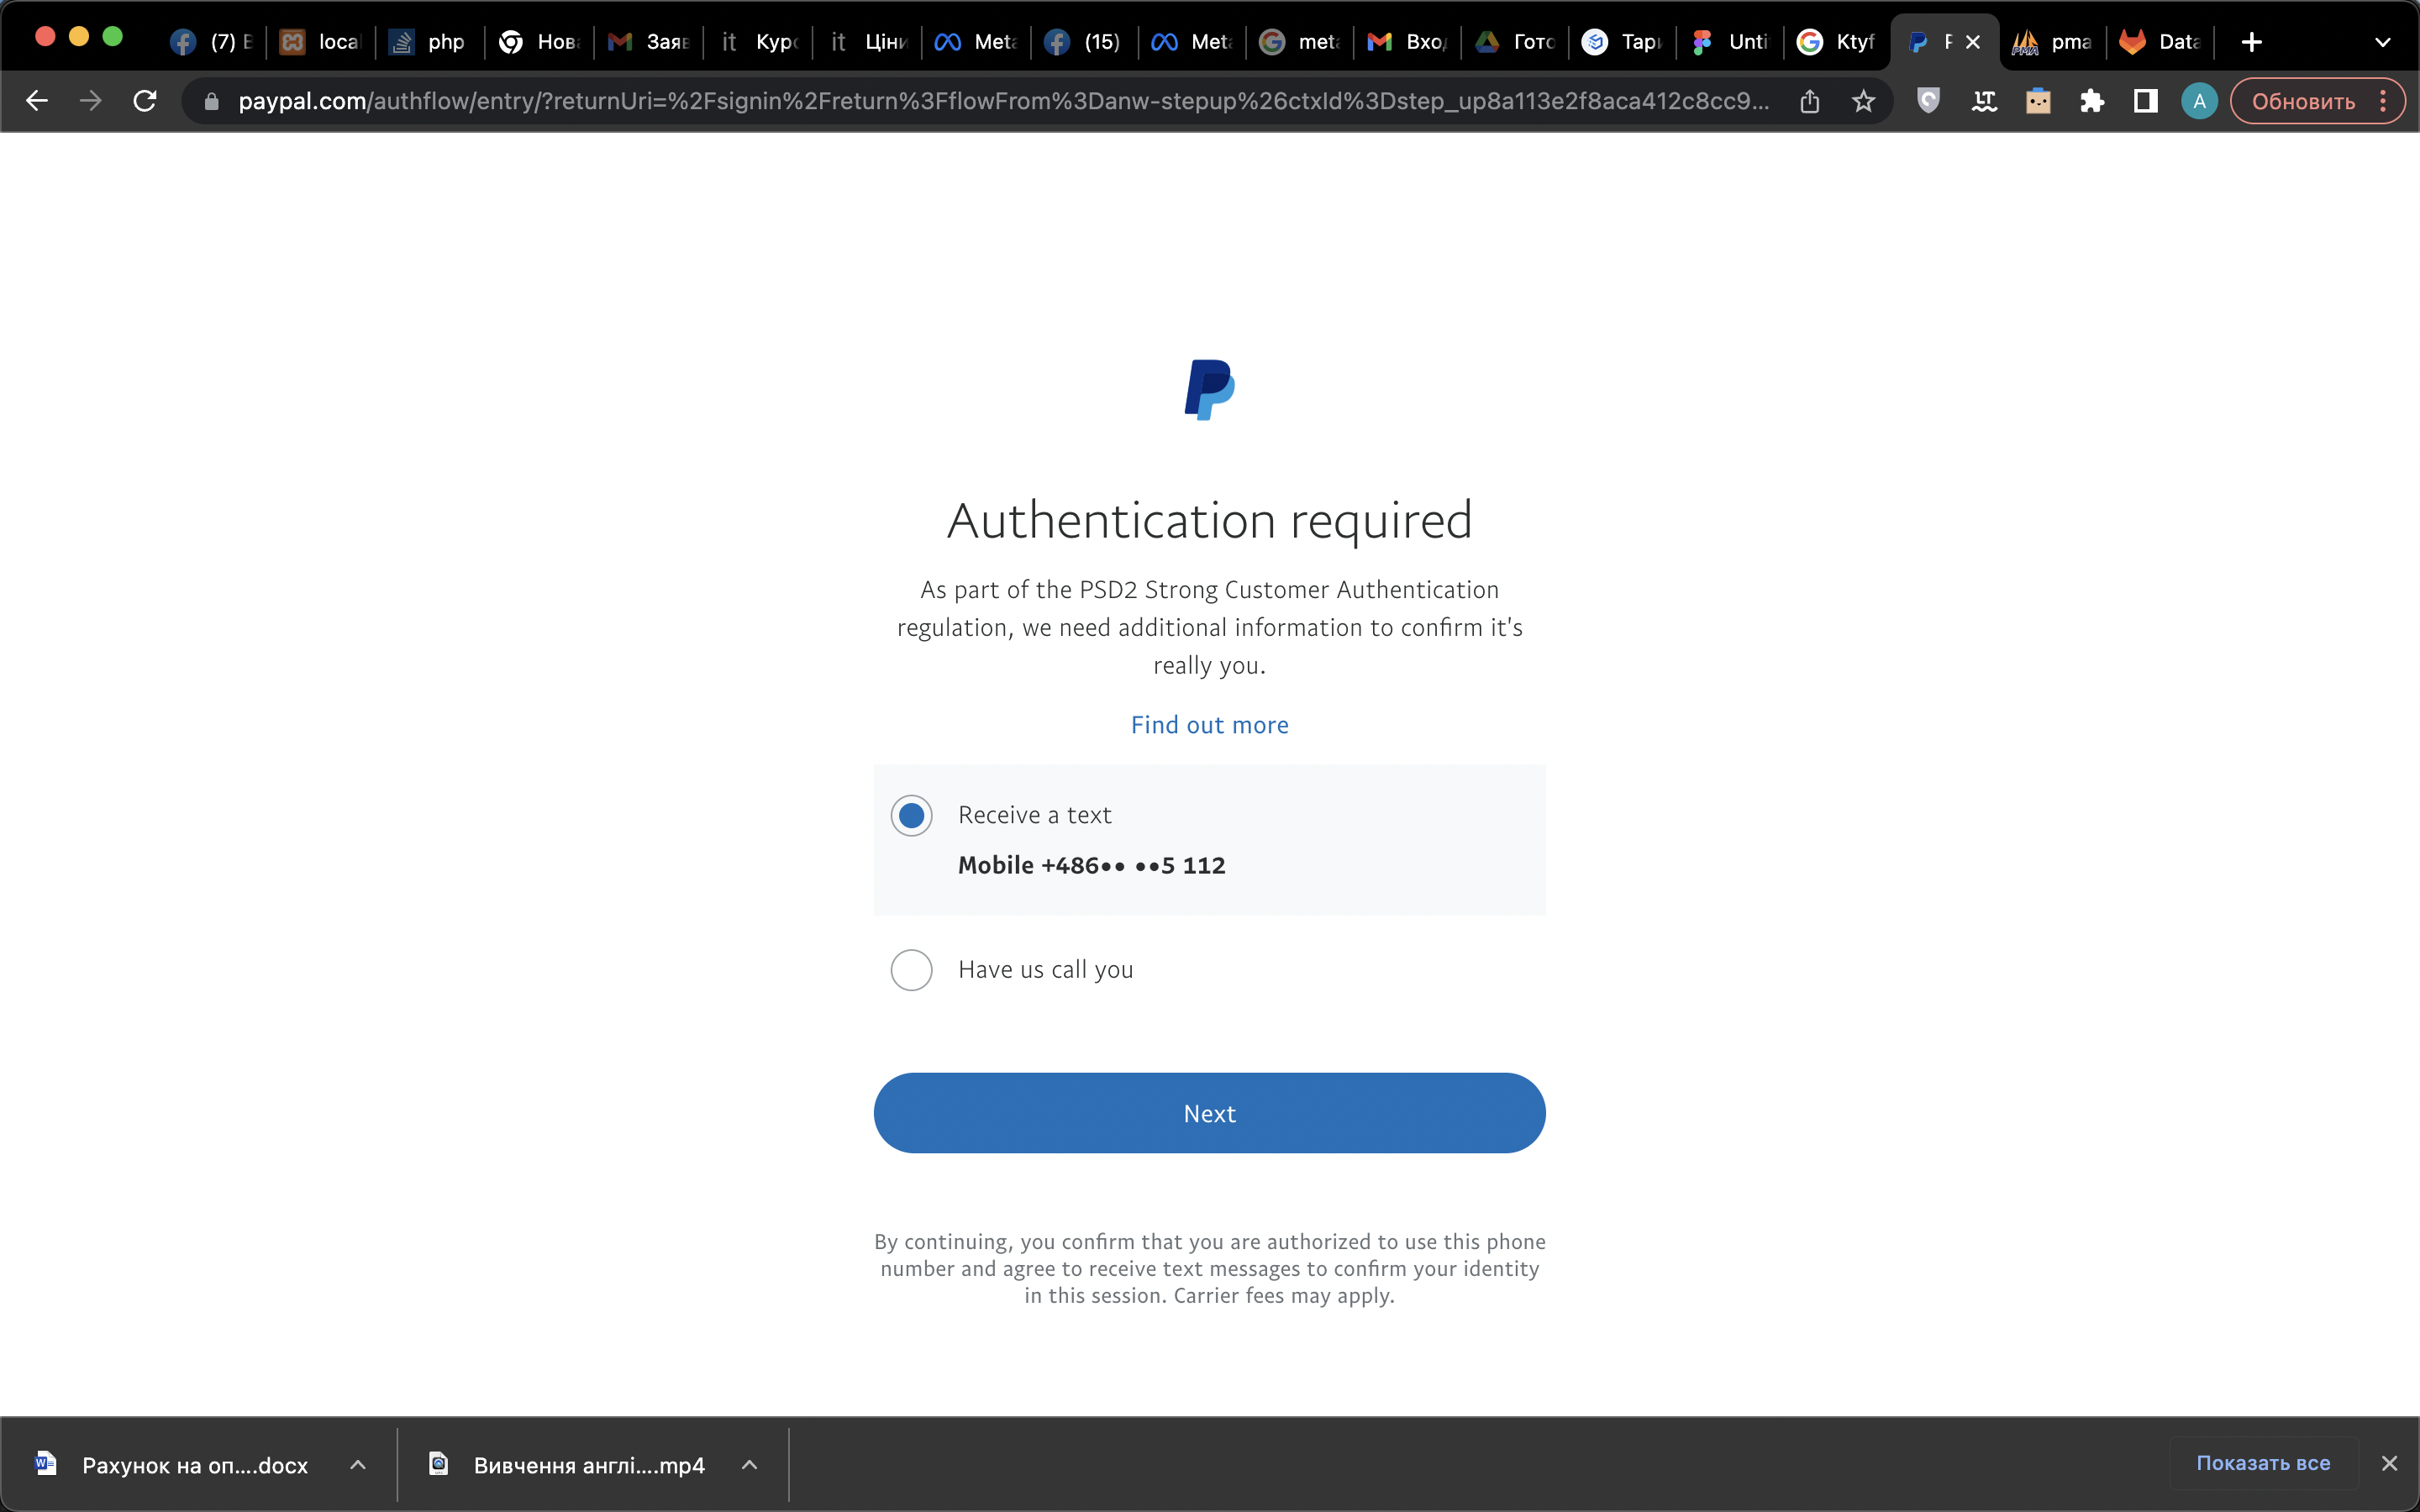 (7) В
loca
php
Нова
Заяв
it Курс
it Ціни
Meta
(15)
Meta
meta
Вход
Гото
Тари
Unti
Ktyf
P
pma
Data
paypal.com/authflow/entry/?returnUri=%2Fsignin%2Freturn%3FflowFrom%3Danw-stepup%26ctxId%3Dstep_up8a113e2f8aca412c8cc9...
A
Обновить
Authentication required
As part of the PSD2 Strong Customer Authentication
regulation, we need additional information to confirm it's
really you.
Find out more
Receive a text
Mobile +486•• ••5 112
Have us call you
Next
By continuing, you confirm that you are authorized to use this phone
number and agree to receive text messages to confirm your identity
in this session. Carrier fees may apply.
Рахунок на оп....docx
Вивчення англі....mp4
Показать все